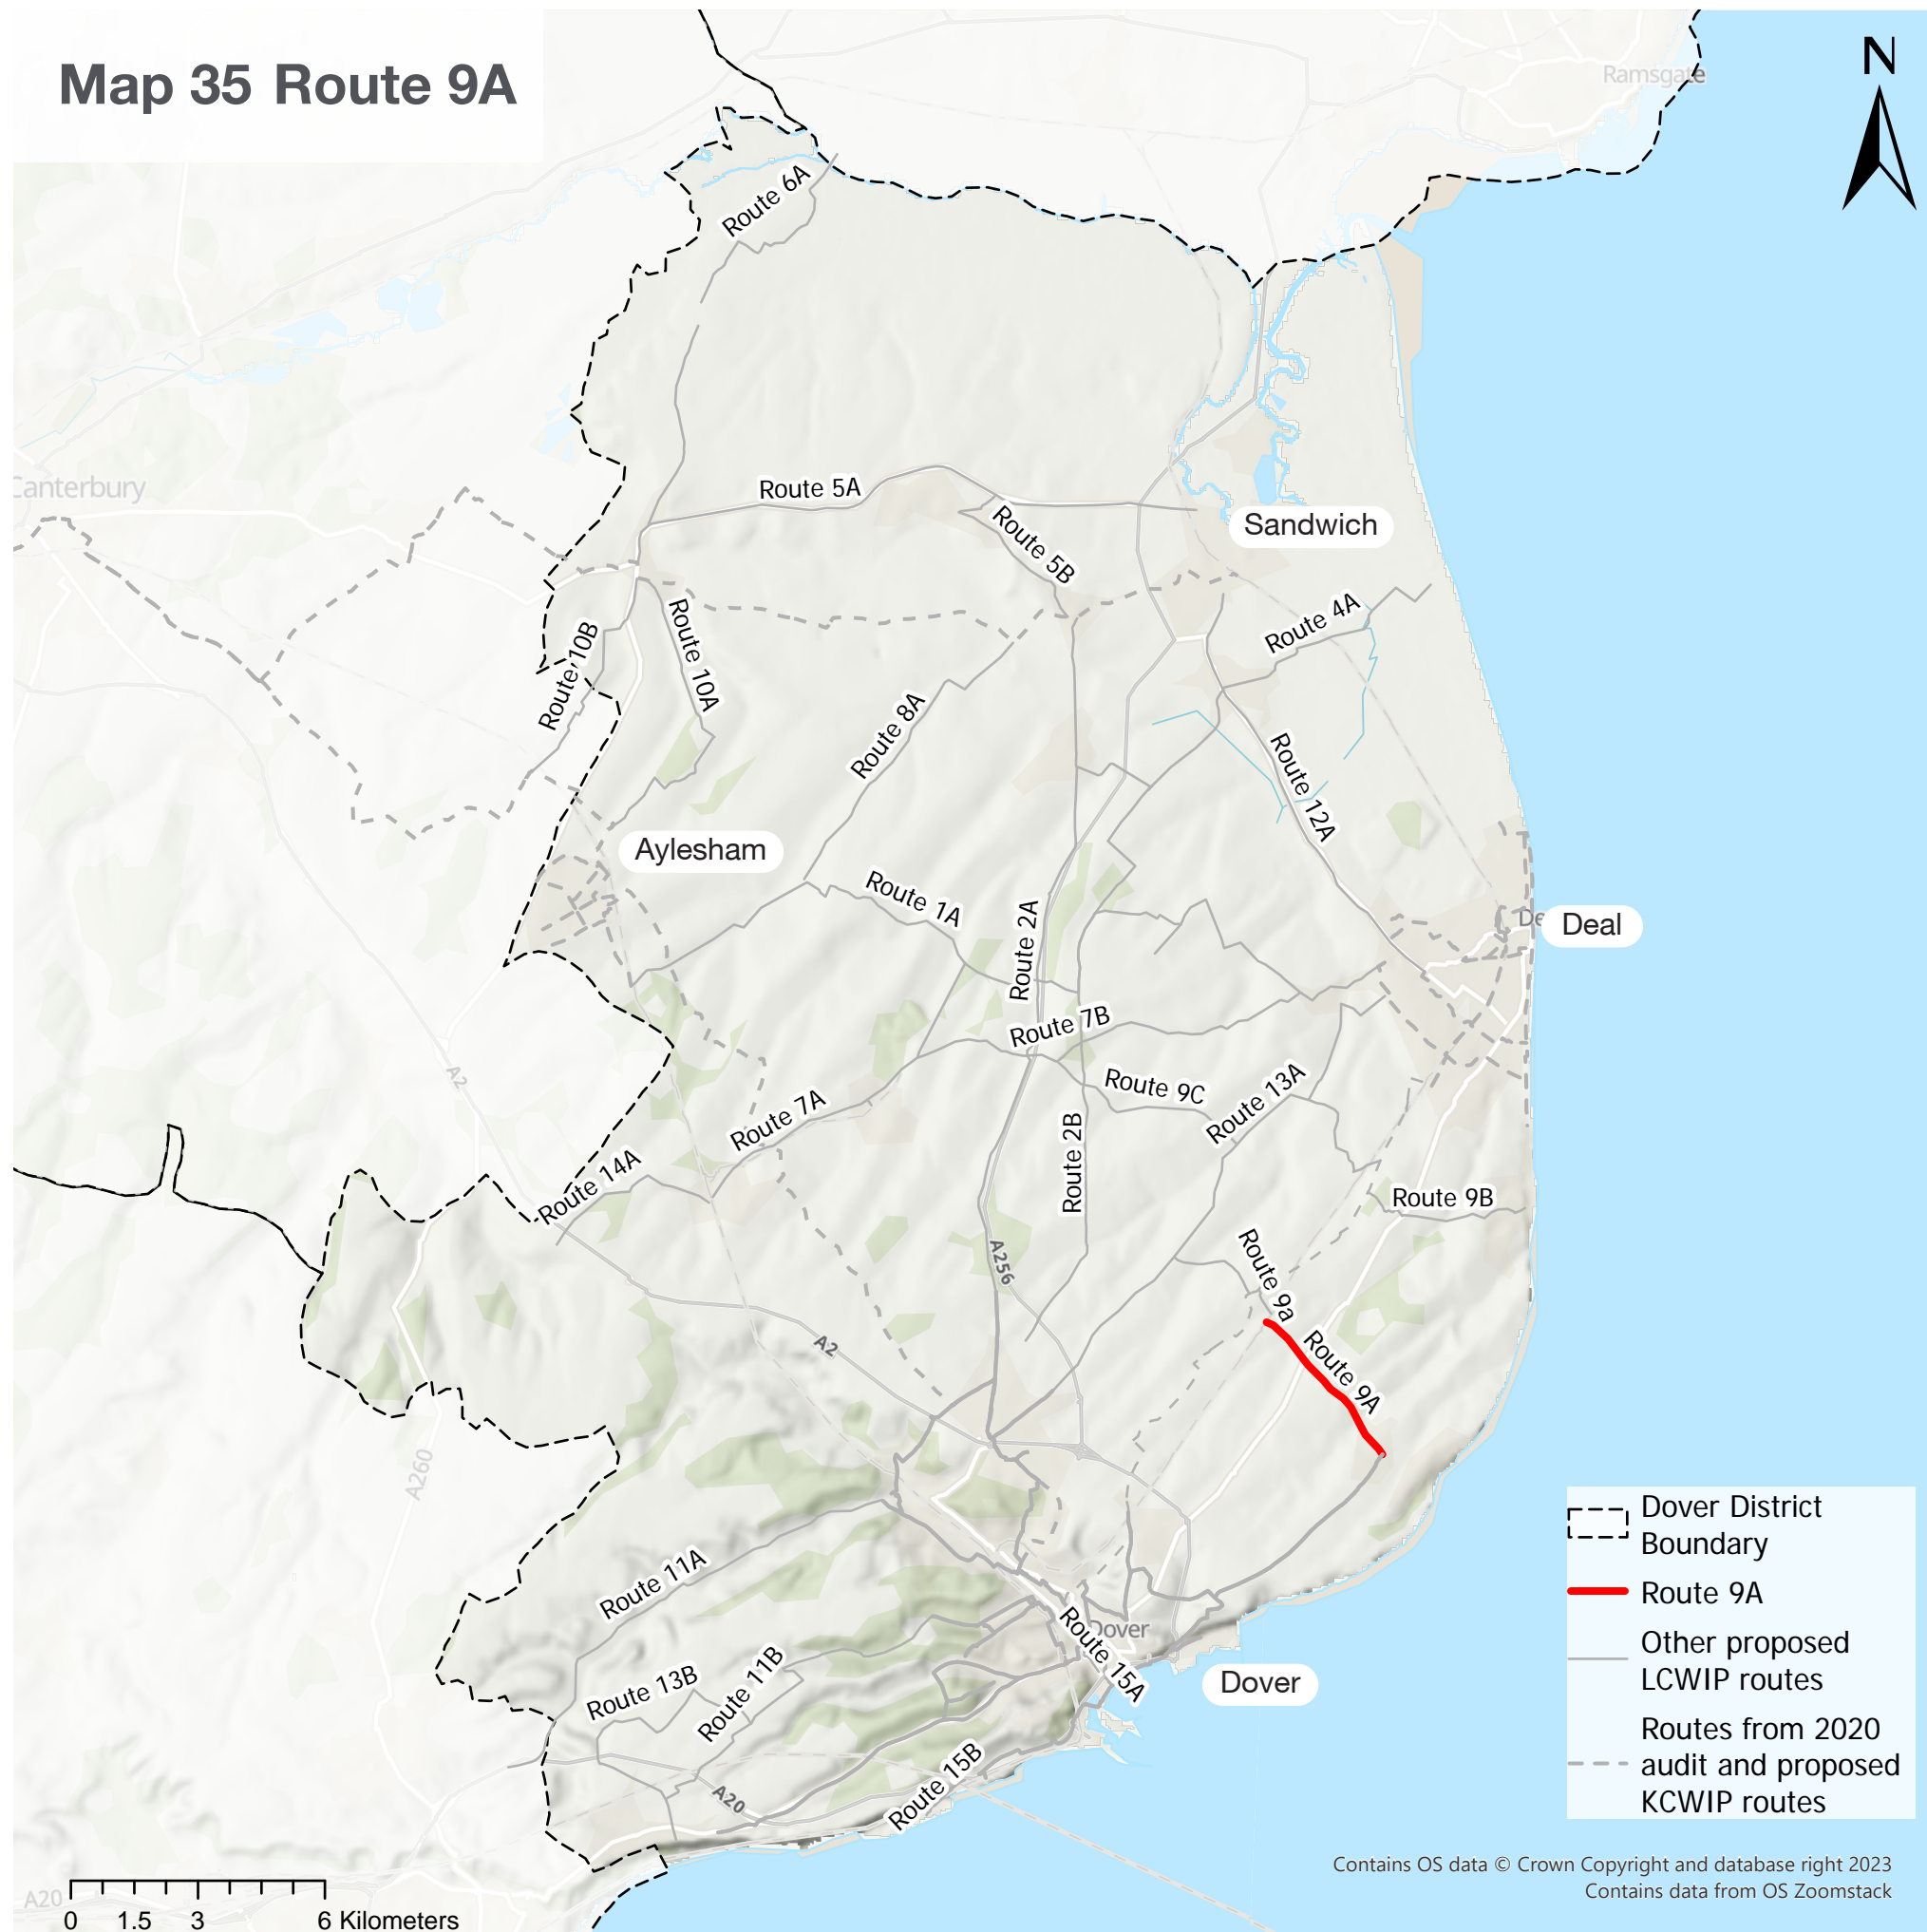 Map 35 Route 9A
N
Ramsgate
Route 6A
Canterbury
Route 5A
Route 5B
Sandwich
Route 4A
Route 10B
Route 10A
Route 8A
Route 12A
Aylesham
Route 1A
Route 2A
De
Deal
Route 7B
A2
Route 9C
Route 13A
Route 7A
Route 2B
Route 14A
Route 9B
A256
Route 9a
Route 9A
A2
A260
Route 11A
Route 15A
Dover
Route 13B
Route 11B
Dover
Route 15B
A20
A20
Dover District
Boundary
Route 9A
Other proposed
LCWIP routes
Routes from 2020
audit and proposed
KCWIP routes
Contains OS data © Crown Copyright and database right 2023
Contains data from OS Zoomstack
0 1.5 3 6 Kilometers